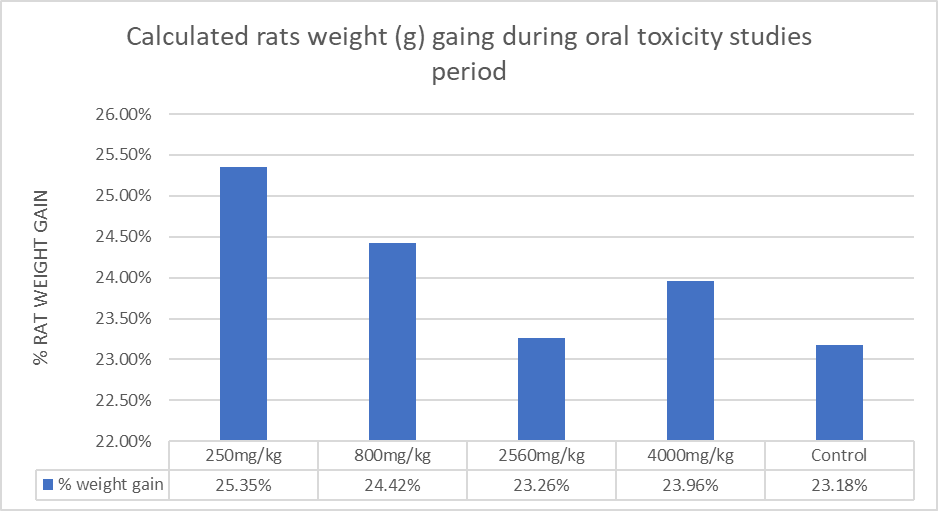 Calculated rats weight (g) gaing during oral toxicity studies
period
26.00%
25.50%
25.00%
24.50%
24.00%
23.50%
23.00%
22.50%
22.00%
% RAT WEIGHT GAIN
250mg/kg 800mg/kg 2560mg/kg 4000mg/kg Control
% weight gain 25.35% 24.42% 23.26% 23.96% 23.18%